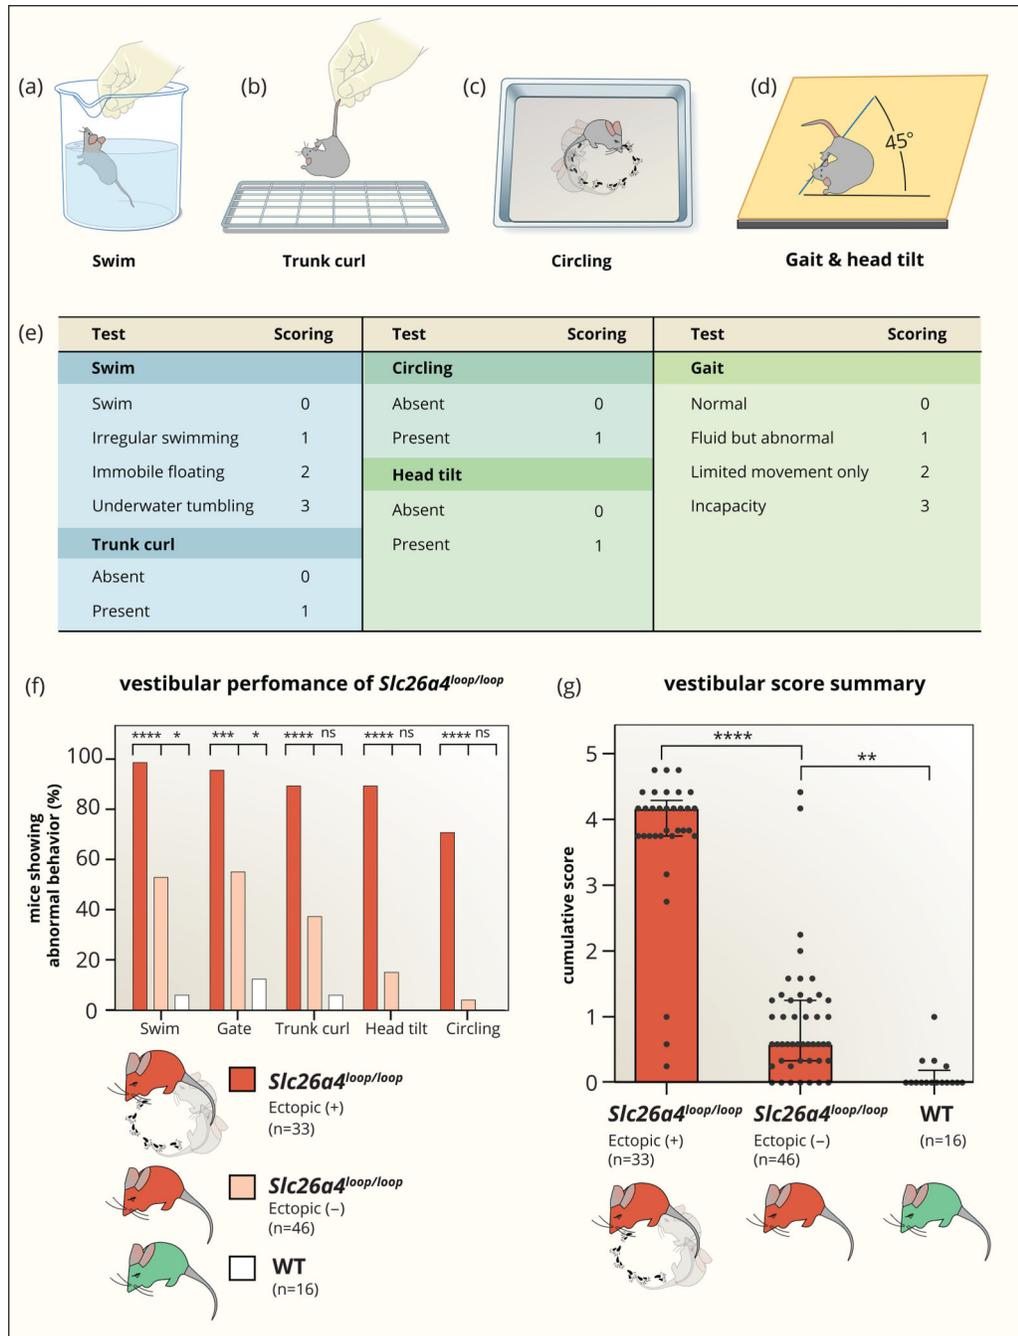 (a)
(b)
(c)
(d)
45°
Swim
Trunk curl
Circling
Gait & head tilt
(e)
Test Scoring
Swim
Swim 0
Irregular swimming 1
Immobile floating 2
Underwater tumbling 3
Trunk curl
Absent 0
Present 1
Test Scoring
Circling
Absent 0
Present 1
Head tilt
Absent 0
Present 1
Test Scoring
Gait
Normal 0
Fluid but abnormal 1
Limited movement only 2
Incapacity 3
(f)
vestibular perfomance of Slc26a4loop/loop
**** * *** * **** ns **** ns **** ns
mice showing
abnormal behavior (%)
100
80
60
40
20
0
Swim Gate Trunk curl Head tilt Circling
Slc26a4loop/loop
Ectopic (+)
(n=33)
Slc26a4loop/loop
Ectopic (−)
(n=46)
WT
(n=16)
(g)
vestibular score summary
****
**
cumulative score
5
4
3
2
1
0
Slc26a4loop/loop
Ectopic (+)
(n=33)
Slc26a4loop/loop
Ectopic (−)
(n=46)
WT
(n=16)